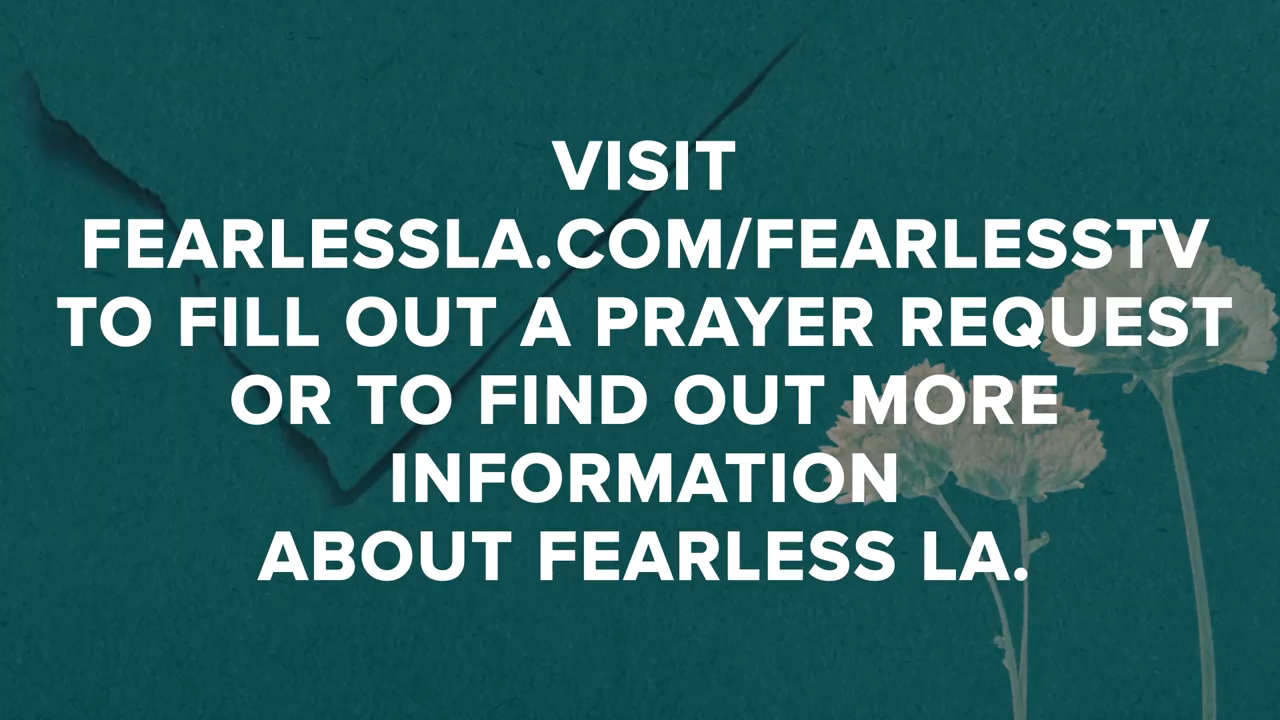 VISIT
FEARLESSLA.COM/FEARLESSTV
TO FILL OUT A PRAYER REQUEST
OR TO FIND OUT MORE
INFORMATION
ABOUT FEARLESS LA.